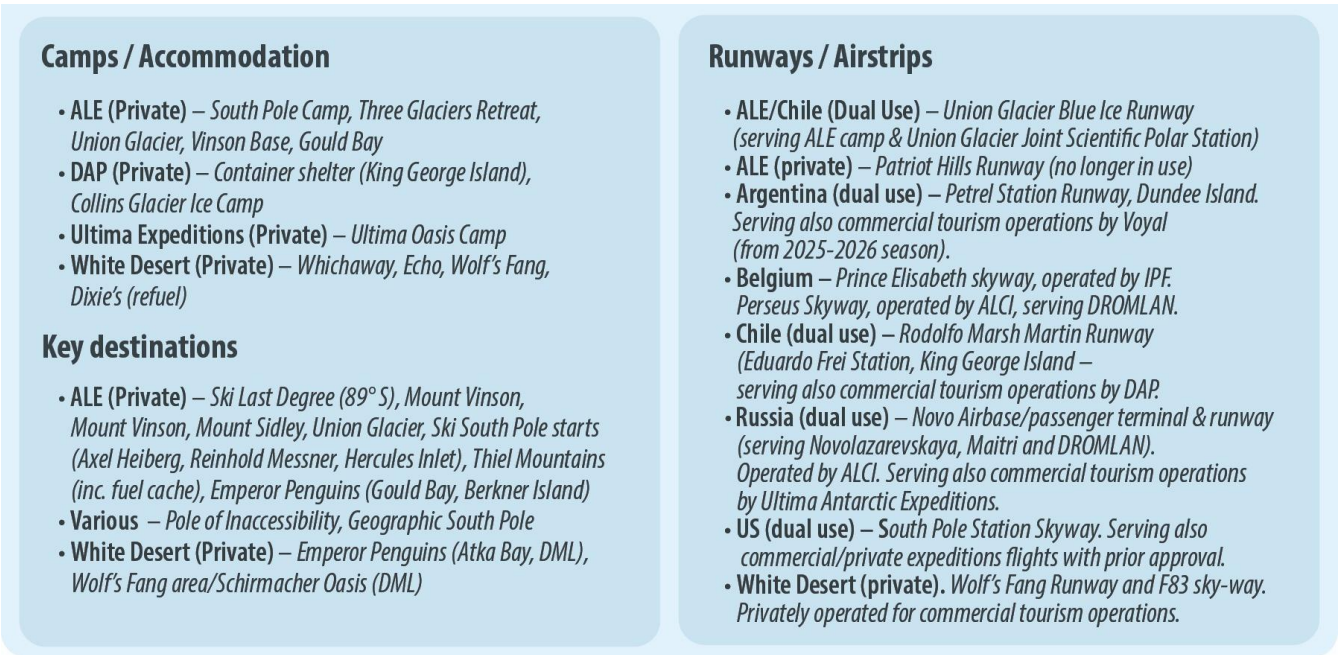 Camps / Accommodation
• ALE (Private) – South Pole Camp, Three Glaciers Retreat,
Union Glacier, Vinson Base, Gould Bay
• DAP (Private) – Container shelter (King George Island),
Collins Glacier Ice Camp
• Ultima Expeditions (Private) – Ultima Oasis Camp
• White Desert (Private) – Whichaway, Echo, Wolf's Fang,
Dixie's (refuel)
Key destinations
• ALE (Private) – Ski Last Degree (89° S), Mount Vinson,
Mount Vinson, Mount Sidley, Union Glacier, Ski South Pole starts
(Axel Heiberg, Reinhold Messner, Hercules Inlet), Thiel Mountains
(inc. fuel cache), Emperor Penguins (Gould Bay, Berkner Island)
• Various – Pole of Inaccessibility, Geographic South Pole
• White Desert (Private) – Emperor Penguins (Atka Bay, DML),
Wolf's Fang area/Schirmacher Oasis (DML)
Runways / Airstrips
• ALE/Chile (Dual Use) – Union Glacier Blue Ice Runway
(serving ALE camp & Union Glacier Joint Scientific Polar Station)
• ALE (private) – Patriot Hills Runway (no longer in use)
• Argentina (dual use) – Petrel Station Runway, Dundee Island.
Serving also commercial tourism operations by Voyal
(from 2025-2026 season).
• Belgium – Prince Elisabeth skyway, operated by IPF.
Perseus Skyway, operated by ALCI, serving DROMLAN.
• Chile (dual use) – Rodolfo Marsh Martin Runway
(Eduardo Frei Station, King George Island –
serving also commercial tourism operations by DAP.
• Russia (dual use) – Novo Airbase/passenger terminal & runway
(serving Novolazarevskaya, Maitri and DROMLAN).
Operated by ALCI. Serving also commercial tourism operations
by Ultima Antarctic Expeditions.
• US (dual use) – South Pole Station Skyway. Serving also
commercial/private expeditions flights with prior approval.
• White Desert (private). Wolf's Fang Runway and F83 sky-way.
Privately operated for commercial tourism operations.